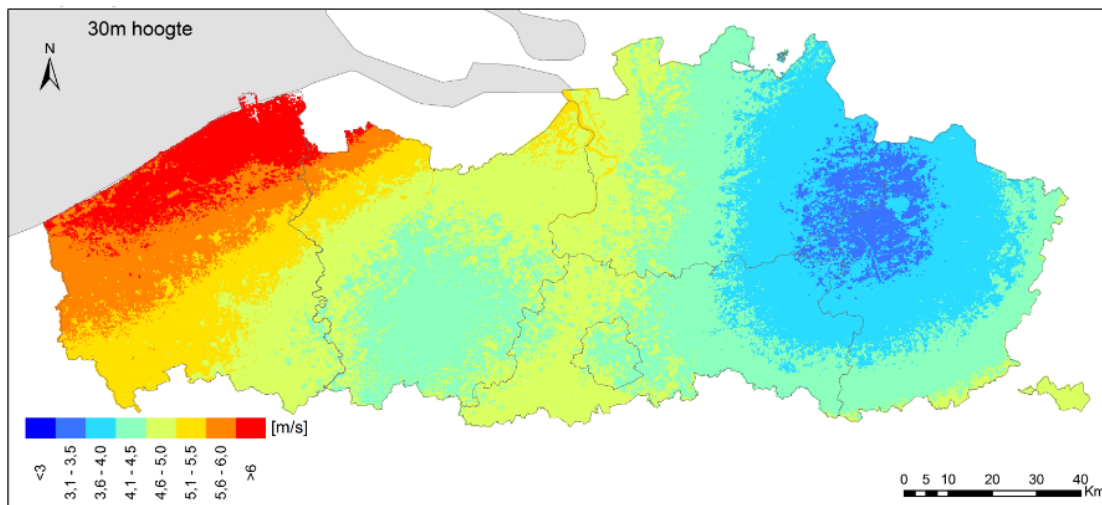 30m hoogte
N
[m/s]
<3
3,1 - 3,5
3,6 - 4,0
4,1 - 4,5
4,6 - 5,0
5,1 - 5,5
5,6 - 6,0
>6
0 5 10 20 30 40
Km